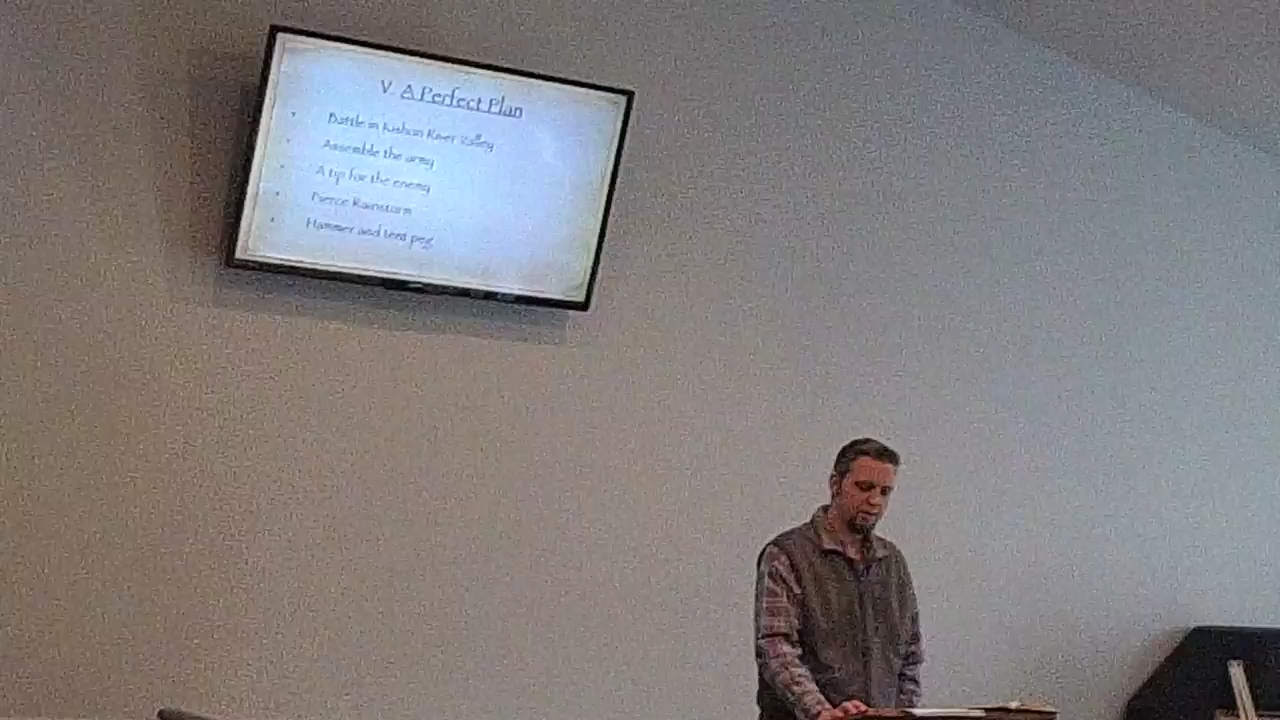 V. A Perfect Plan
• Battle in Kishon River Valley
• Assemble the army
• A tip for the enemy
• Fierce Rainstorm
• Hammer and tent peg